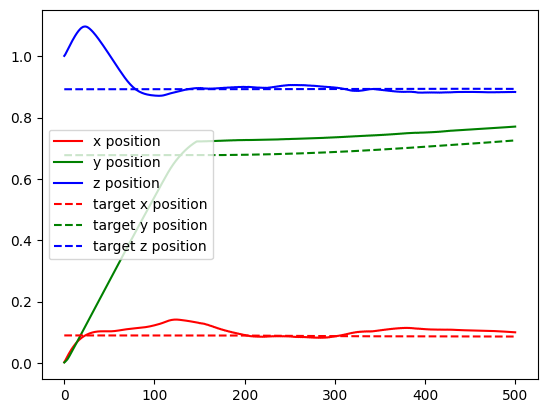 1.0
0.8
0.6
0.4
0.2
0.0
x position
y position
z position
target x position
target y position
target z position
0 100 200 300 400 500